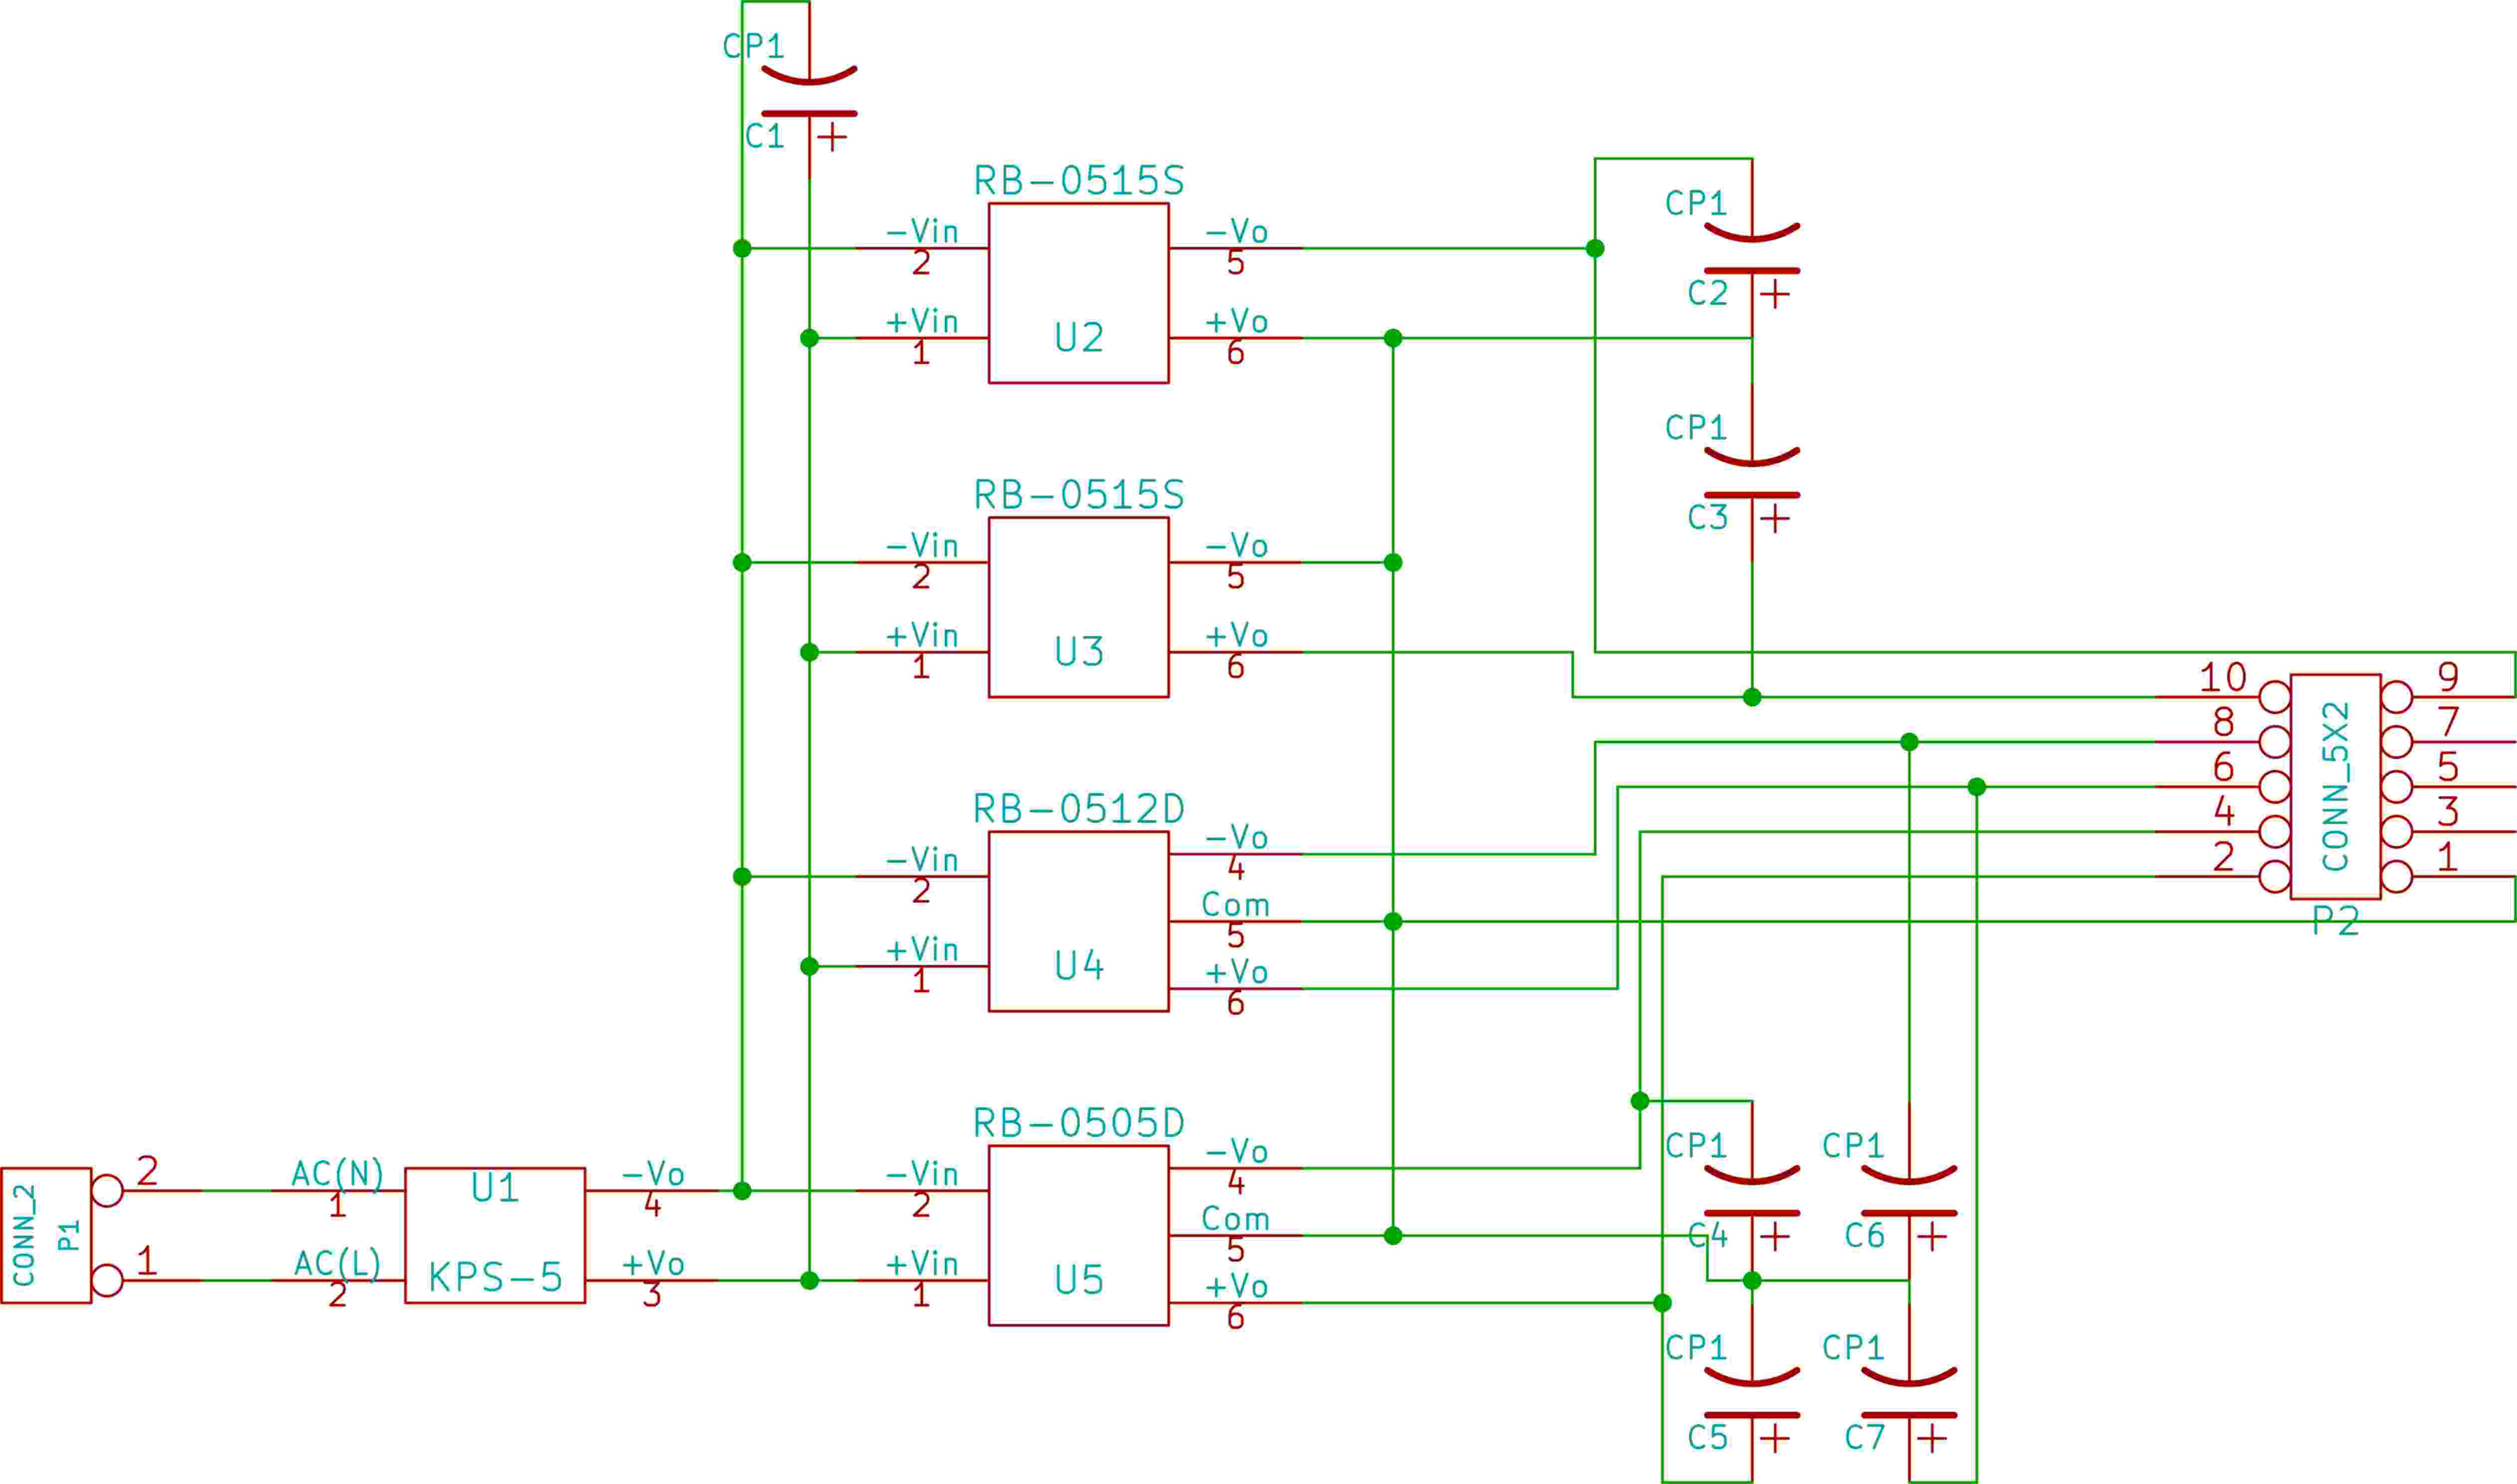 CP1
C1 +
RB-0515S
-Vin
2
+Vin
1
U2
-Vo
5
+Vo
6
CP1
C2 +
CP1
C3 +
RB-0515S
-Vin
2
+Vin
1
U3
-Vo
5
+Vo
6
RB-0512D
-Vin
2
+Vin
1
U4
-Vo
4
Com
5
+Vo
6
10 9
8 7
6 5
4 3
2 1
CONN_5X2
P2
CONN_2
P1
2
1
AC(N)
1
AC(L)
2
U1
KPS-5
-Vo
4
+Vo
3
RB-0505D
-Vin
2
+Vin
1
U5
-Vo
4
Com
5
+Vo
6
CP1
C4 +
CP1
C6 +
CP1
C5 +
CP1
C7 +